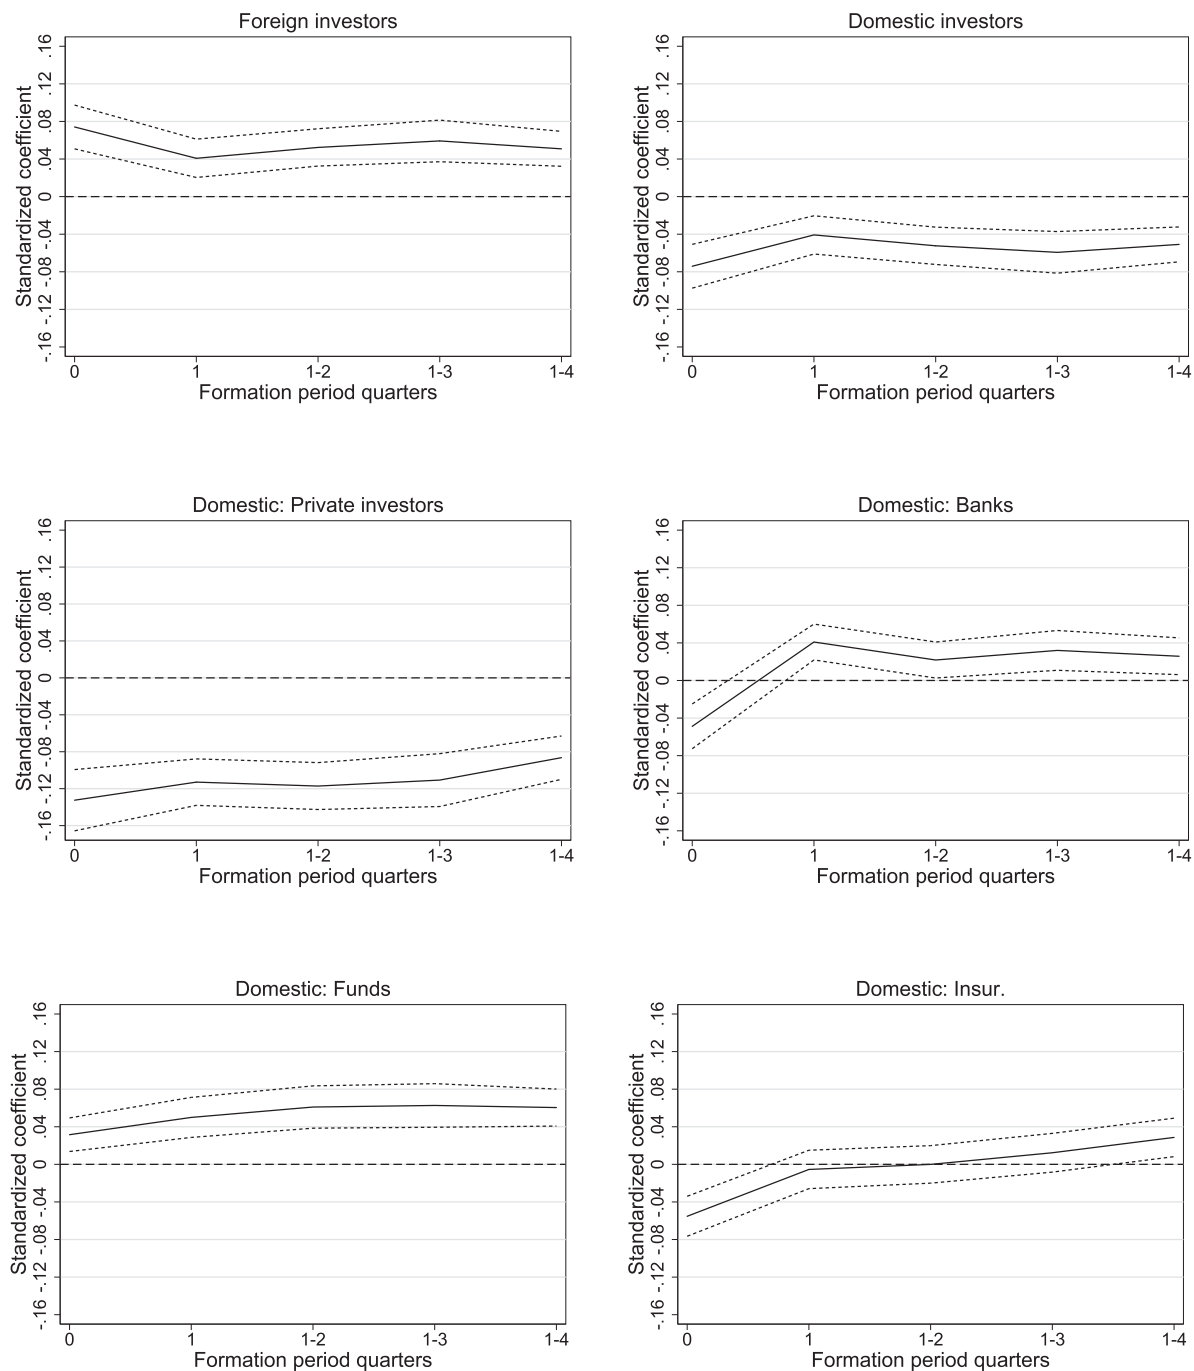 Foreign investors
Standardized coefficient
.16
.12
.08
.04
0
-.04
-.08
-.12
-.16
0 1 1-2 1-3 1-4
Formation period quarters
Domestic investors
Standardized coefficient
.16
.12
.08
.04
0
-.04
-.08
-.12
-.16
0 1 1-2 1-3 1-4
Formation period quarters
Domestic: Private investors
Standardized coefficient
.16
.12
.08
.04
0
-.04
-.08
-.12
-.16
0 1 1-2 1-3 1-4
Formation period quarters
Domestic: Banks
Standardized coefficient
.16
.12
.08
.04
0
-.04
-.08
-.12
-.16
0 1 1-2 1-3 1-4
Formation period quarters
Domestic: Funds
Standardized coefficient
.16
.12
.08
.04
0
-.04
-.08
-.12
-.16
0 1 1-2 1-3 1-4
Formation period quarters
Domestic: Insur.
Standardized coefficient
.16
.12
.08
.04
0
-.04
-.08
-.12
-.16
0 1 1-2 1-3 1-4
Formation period quarters